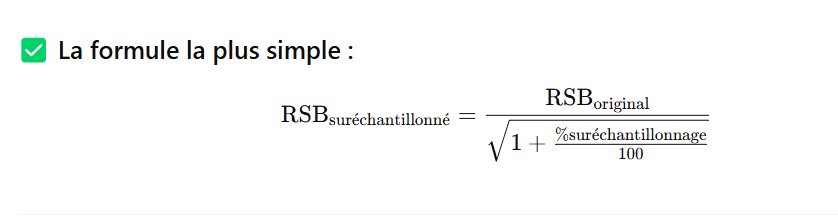 ✅ La formule la plus simple :
RSB_suréchantillonné = RSB_original / √(1 + %suréchantillonnage / 100)